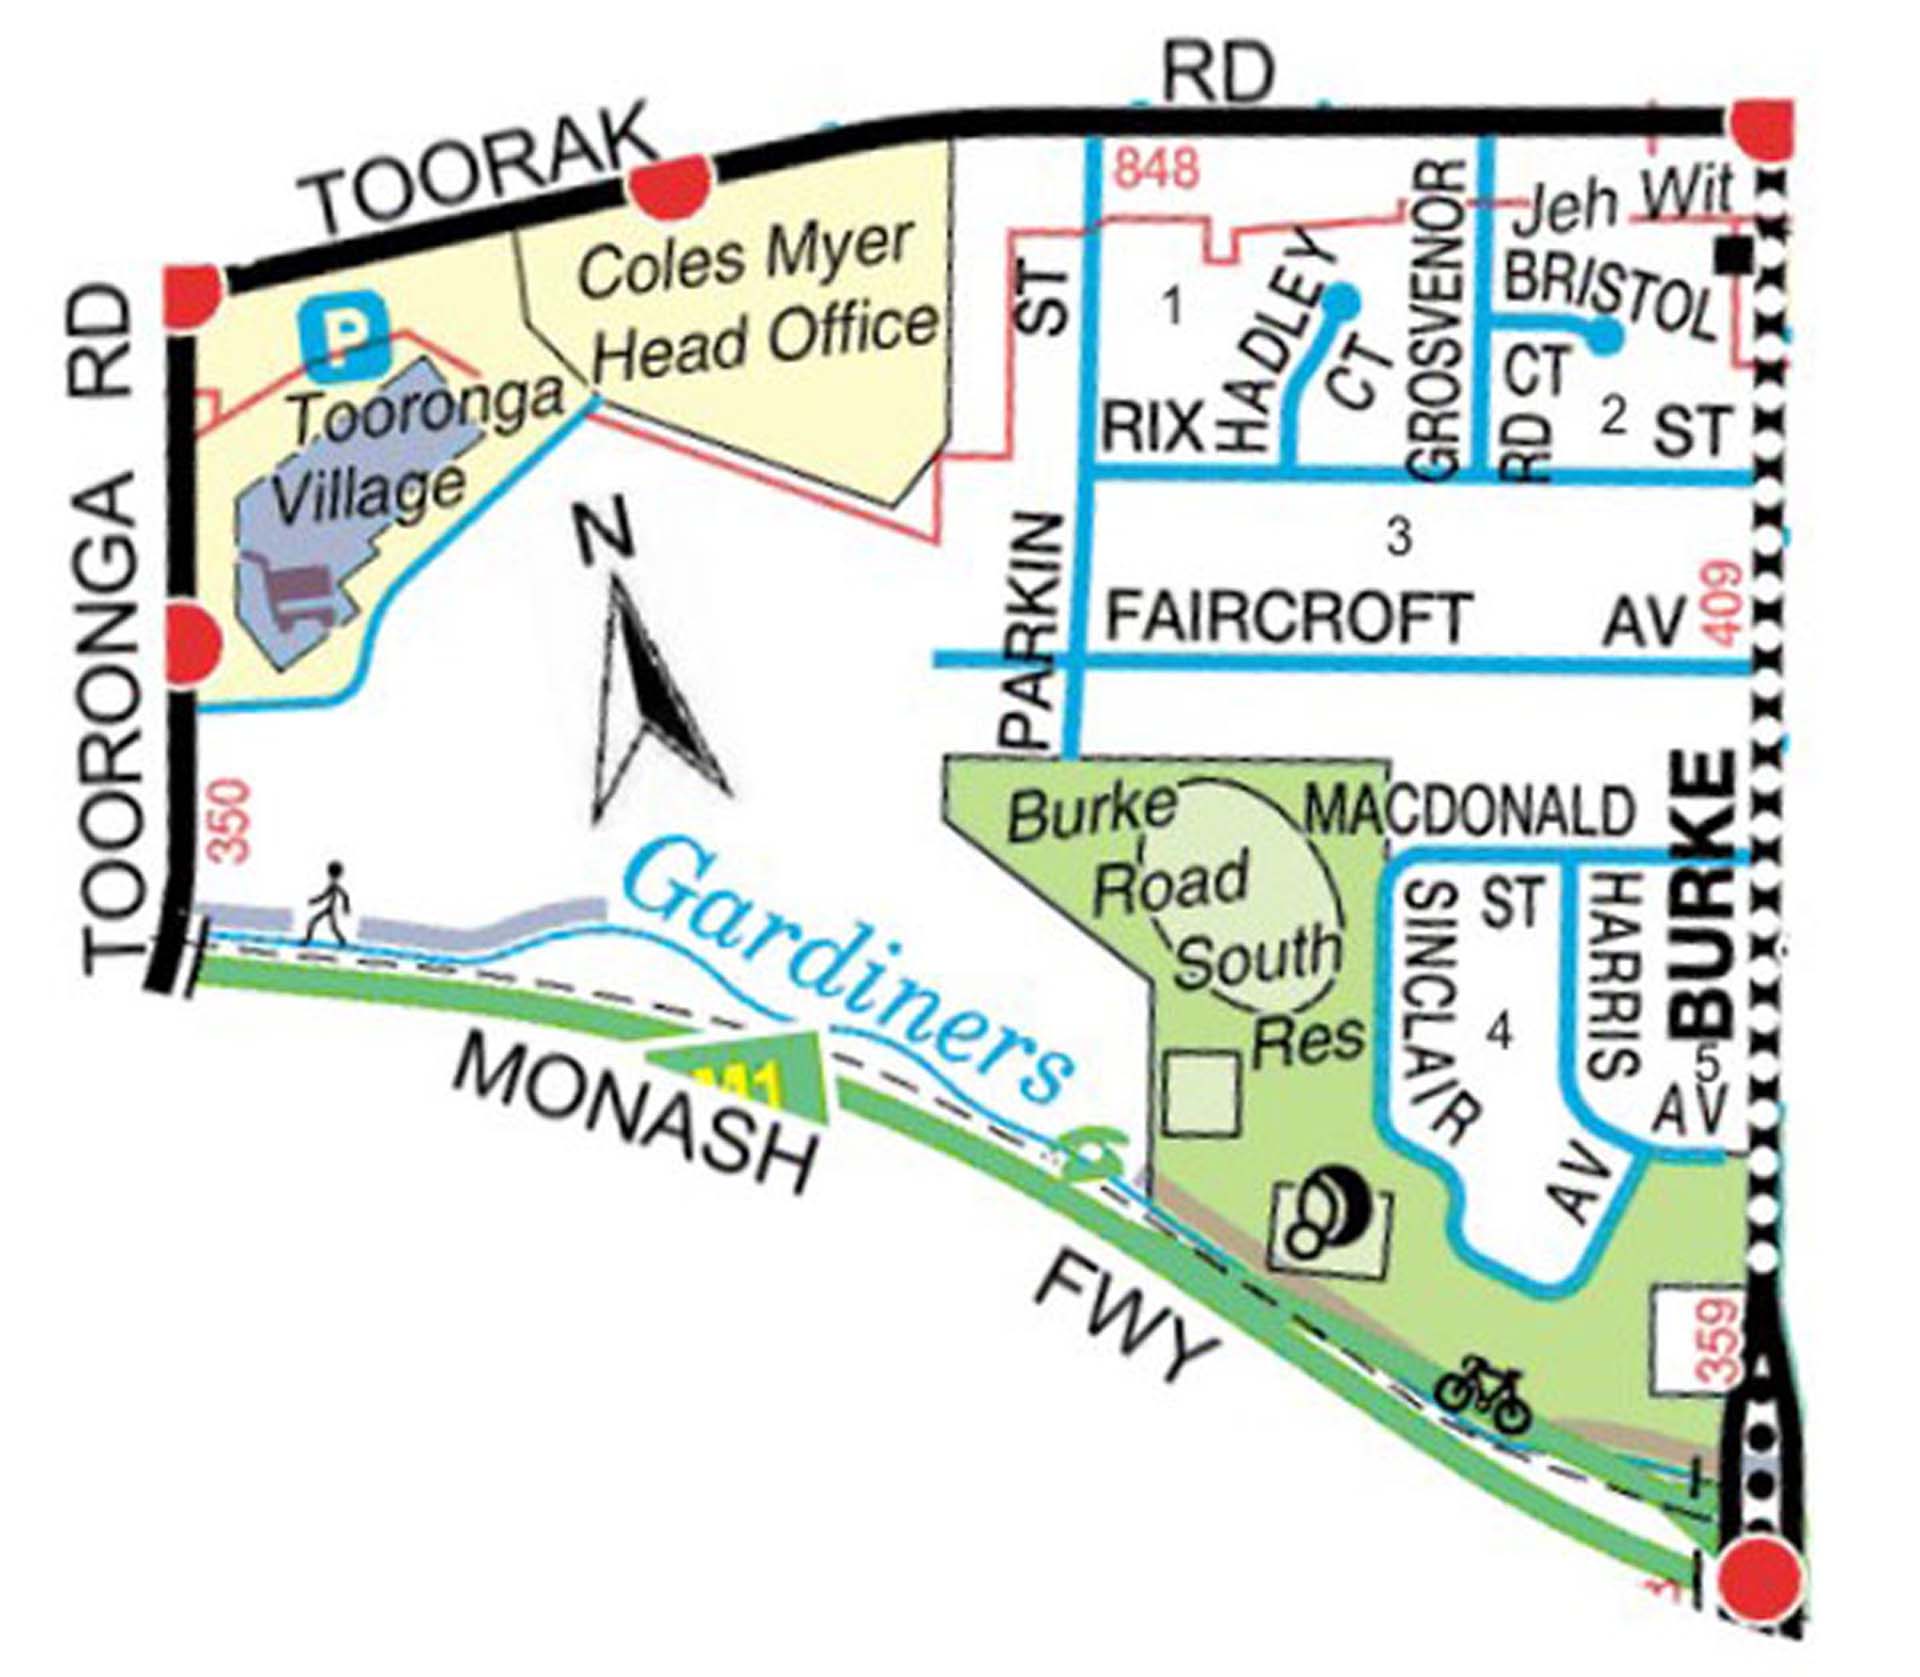 RD
TOORAK
848
Jeh Wit
Coles Myer
Head Office
RD
P
ST
1
HADLEY
CT
GROSVENOR
RD
BRISTOL
CT
2
Tooronga
Village
RIX
ST
N
3
TOORONGA
PARKIN
FAIRCROFT
AV
409
350
Burke
Road
South
Res
MACDONALD
ST
BURKE
Gardiners
SINCLAIR
AV
HARRIS
AV
4
5
M1
MONASH
FWY
359